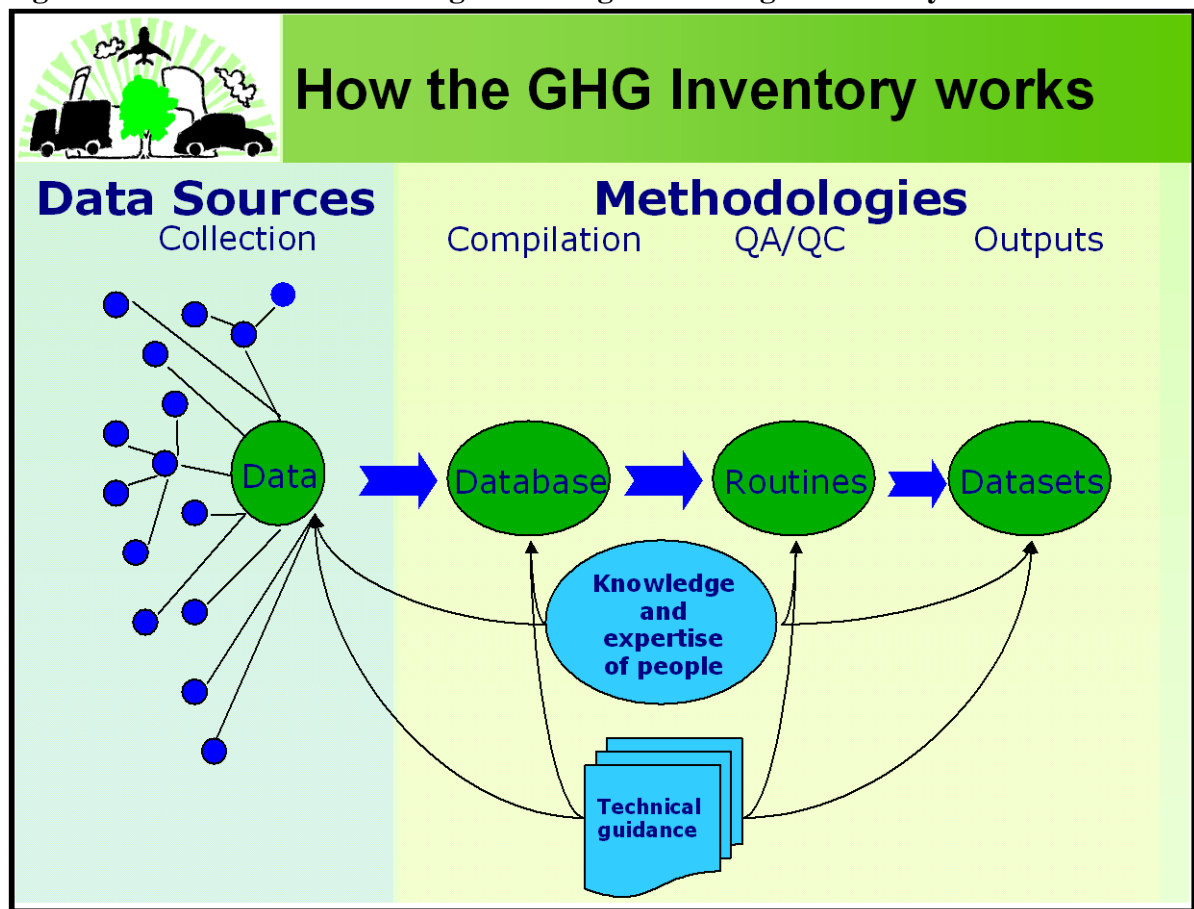 How the GHG Inventory works
Data Sources
Methodologies
Collection
Compilation
QA/QC
Outputs
Data
Database
Routines
Datasets
Knowledge
and
expertise
of people
Technical
guidance